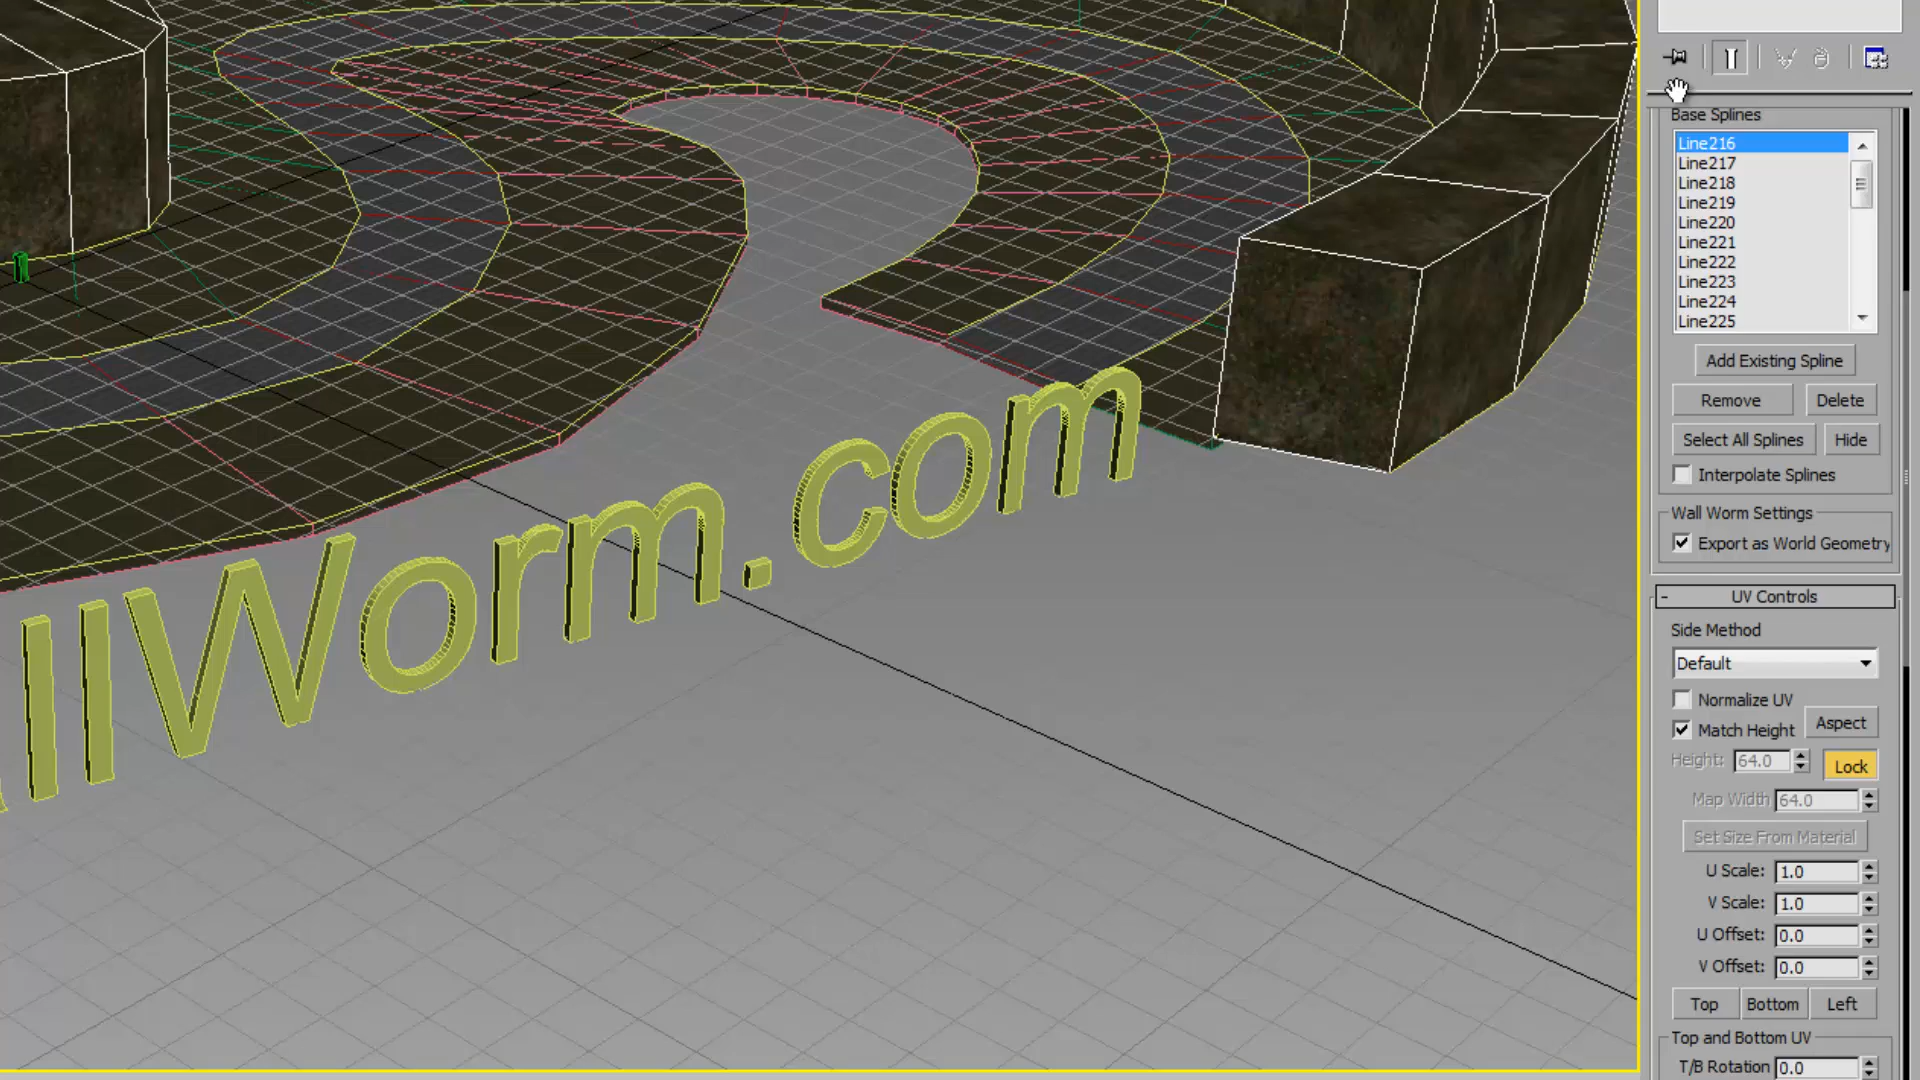 Base Splines
Line216
Line217
Line218
Line219
Line220
Line221
Line222
Line223
Line224
Line225
Add Existing Spline
Remove Delete
Select All Splines Hide
Interpolate Splines
Wall Worm Settings
Export as World Geometry
- UV Controls
Side Method
Default
Normalize UV
Match Height Aspect
Height: 64.0 Lock
Map Width 64.0
Set Size From Material
U Scale: 1.0
V Scale: 1.0
U Offset: 0.0
V Offset: 0.0
Top Bottom Left
Top and Bottom UV
T/B Rotation 0.0
allWorm.com